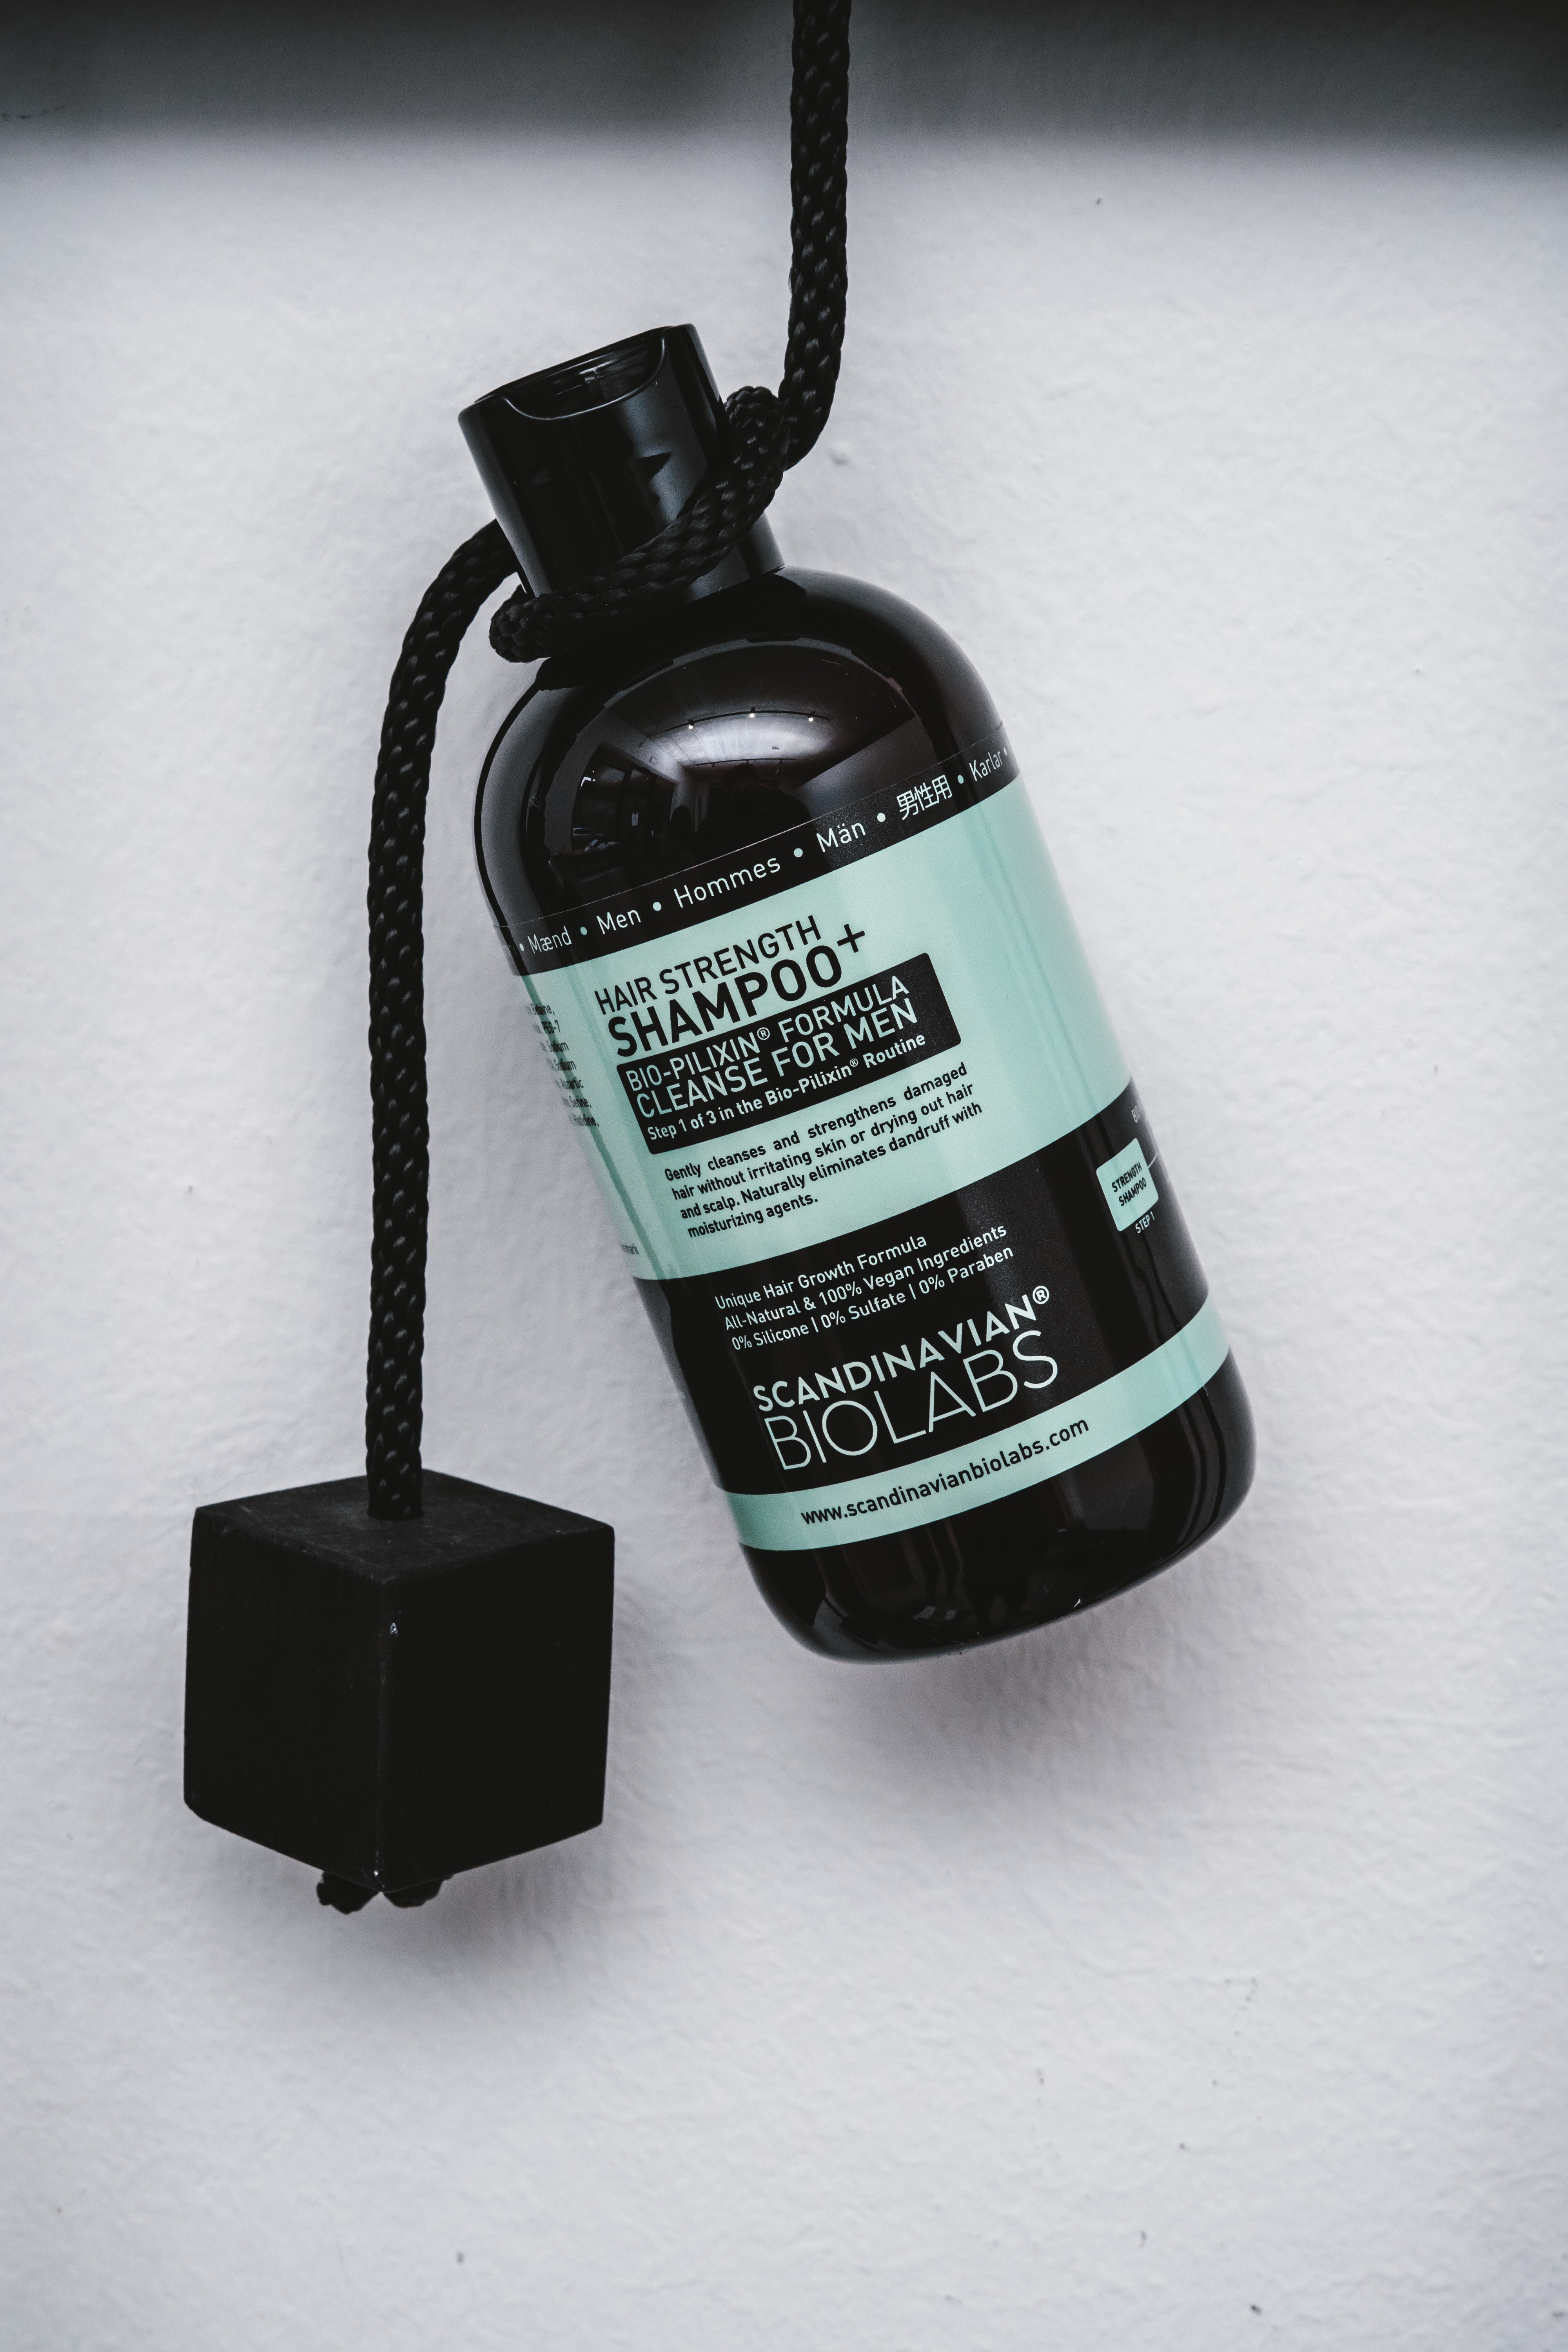 • Mænd • Men • Hommes • Män • 男性用 • Karlar •
HAIR STRENGTH
SHAMPOO+
BIO-PILIXIN® FORMULA
CLEANSE FOR MEN
Step 1 of 3 in the Bio-Pilixin® Routine
Gently cleanses and strengthens damaged
hair without irritating skin or drying out hair
and scalp. Naturally eliminates dandruff with
moisturizing agents.
Unique Hair Growth Formula
All-Natural & 100% Vegan Ingredients
0% Silicone | 0% Sulfate | 0% Paraben
SCANDINAVIAN®
BIOLABS
www.scandinavianbiolabs.com
STRENGTH
SHAMPOO
STEP 1